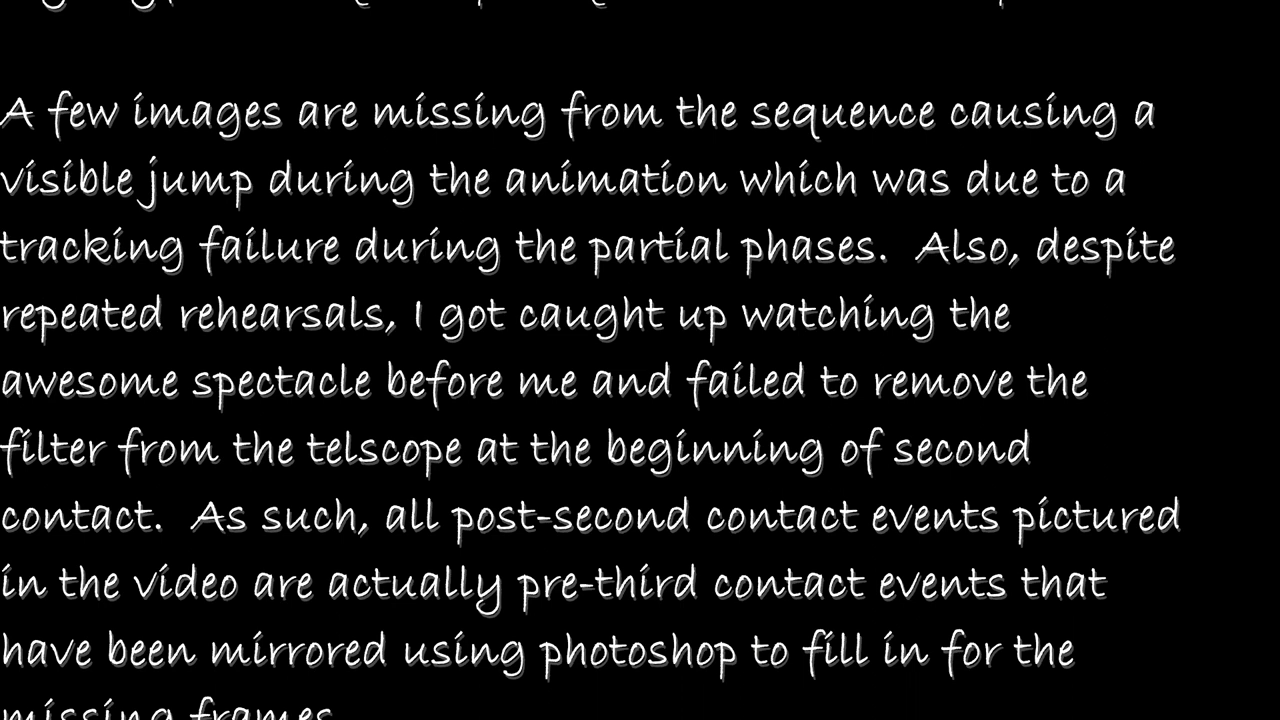 A few images are missing from the sequence causing a
visible jump during the animation which was due to a
tracking failure during the partial phases.  Also, despite
repeated rehearsals, I got caught up watching the
awesome spectacle before me and failed to remove the
filter from the telscope at the beginning of second
contact.  As such, all post-second contact events pictured
in the video are actually pre-third contact events that
have been mirrored using photoshop to fill in for the
missing frames